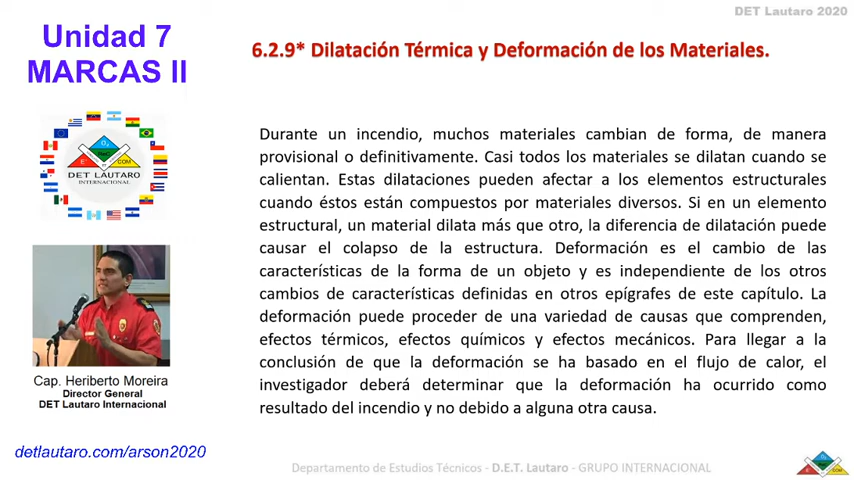 DET Lautaro 2020
Unidad 7
MARCAS II
6.2.9* Dilatación Térmica y Deformación de los Materiales.
DET LAUTARO
INTERNACIONAL
Durante un incendio, muchos materiales cambian de forma, de manera
provisional o definitivamente. Casi todos los materiales se dilatan cuando se
calientan. Estas dilataciones pueden afectar a los elementos estructurales
cuando éstos están compuestos por materiales diversos. Si en un elemento
estructural, un material dilata más que otro, la diferencia de dilatación puede
causar el colapso de la estructura. Deformación es el cambio de las
características de la forma de un objeto y es independiente de los otros
cambios de características definidas en otros epígrafes de este capítulo. La
deformación puede proceder de una variedad de causas que comprenden,
efectos térmicos, efectos químicos y efectos mecánicos. Para llegar a la
conclusión de que la deformación se ha basado en el flujo de calor, el
investigador deberá determinar que la deformación ha ocurrido como
resultado del incendio y no debido a alguna otra causa.
Cap. Heriberto Moreira
Director General
DET Lautaro Internacional
detlautaro.com/arson2020
Departamento de Estudios Técnicos - D.E.T. Lautaro - GRUPO INTERNACIONAL